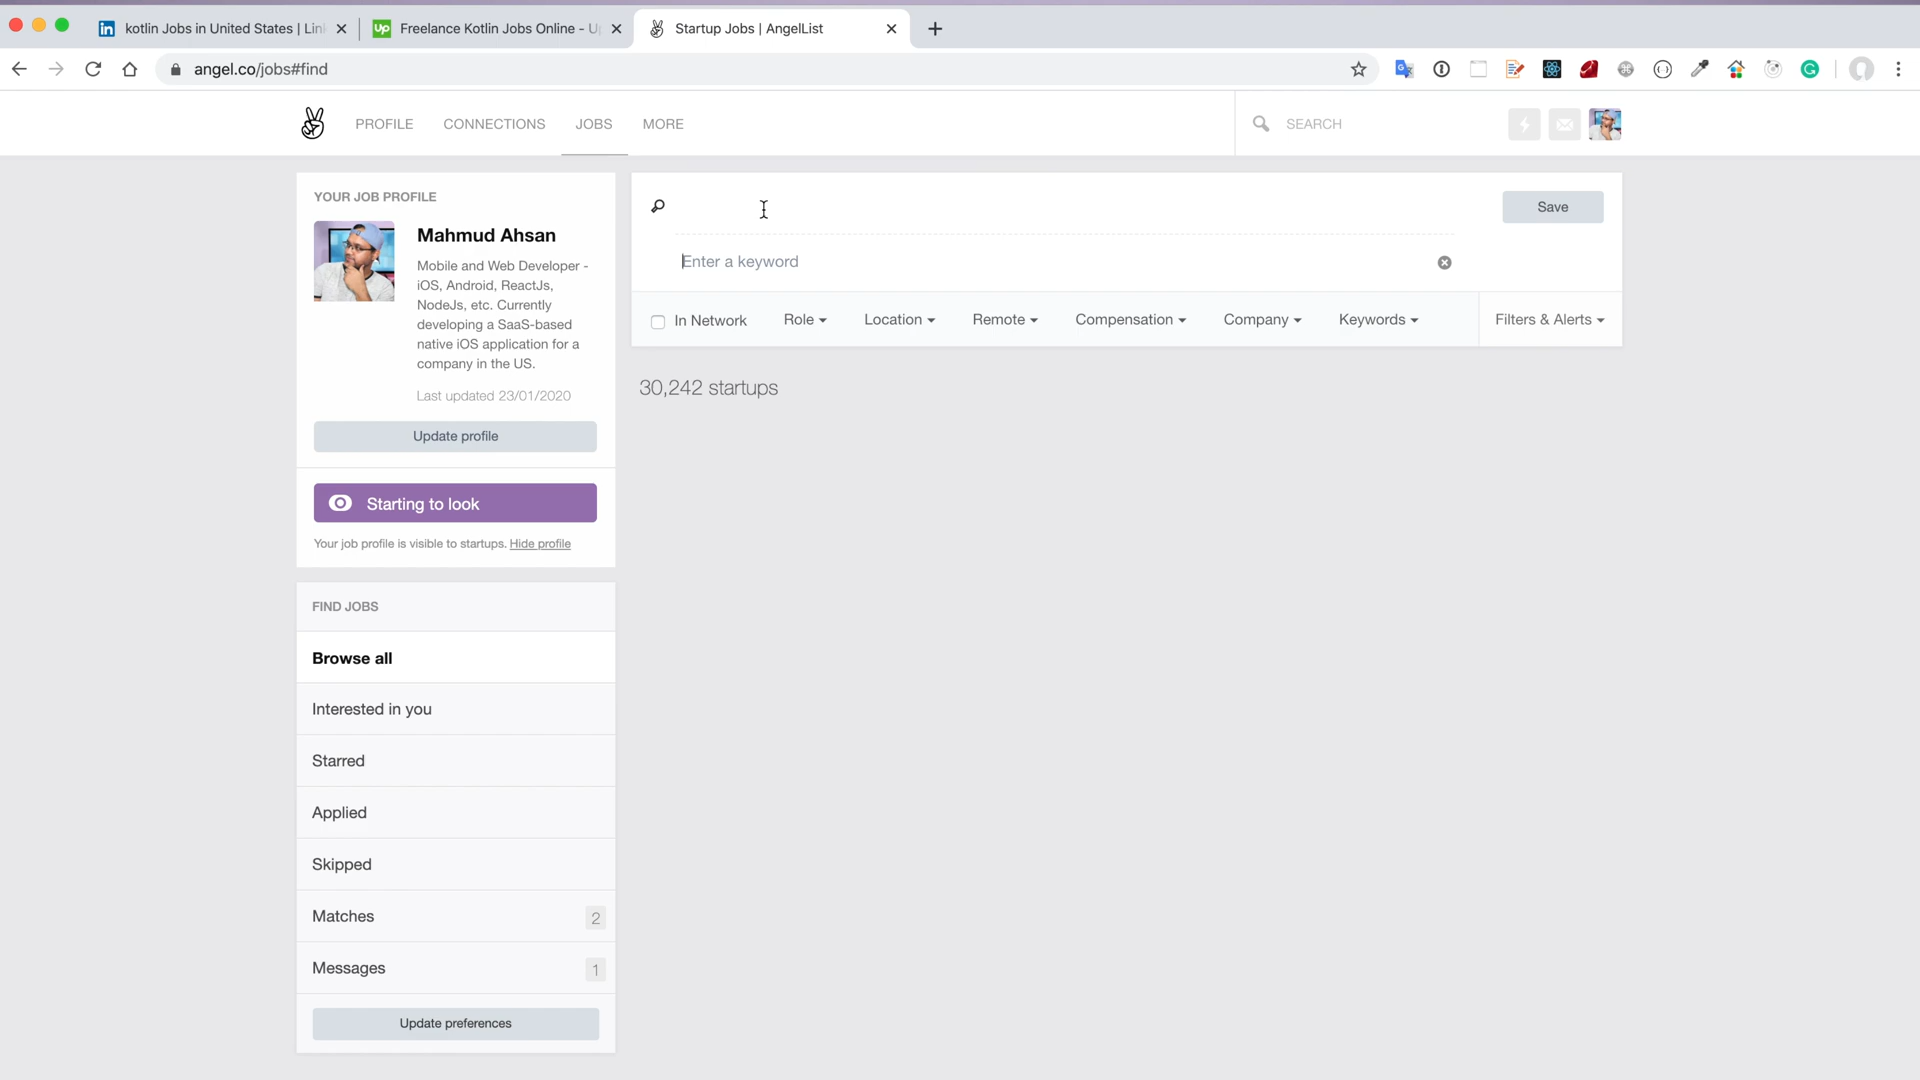 kotlin Jobs in United States | Lin
Freelance Kotlin Jobs Online - U
Startup Jobs | AngelList
angel.co/jobs#find
PROFILE
CONNECTIONS
JOBS
MORE
SEARCH
YOUR JOB PROFILE
Mahmud Ahsan
Mobile and Web Developer -
iOS, Android, ReactJs,
NodeJs, etc. Currently
developing a SaaS-based
native iOS application for a
company in the US.
Last updated 23/01/2020
Update profile
Starting to look
Your job profile is visible to startups. Hide profile
FIND JOBS
Browse all
Interested in you
Starred
Applied
Skipped
Matches 2
Messages 1
Update preferences
Save
Enter a keyword
In Network
Role
Location
Remote
Compensation
Company
Keywords
Filters & Alerts
30,242 startups